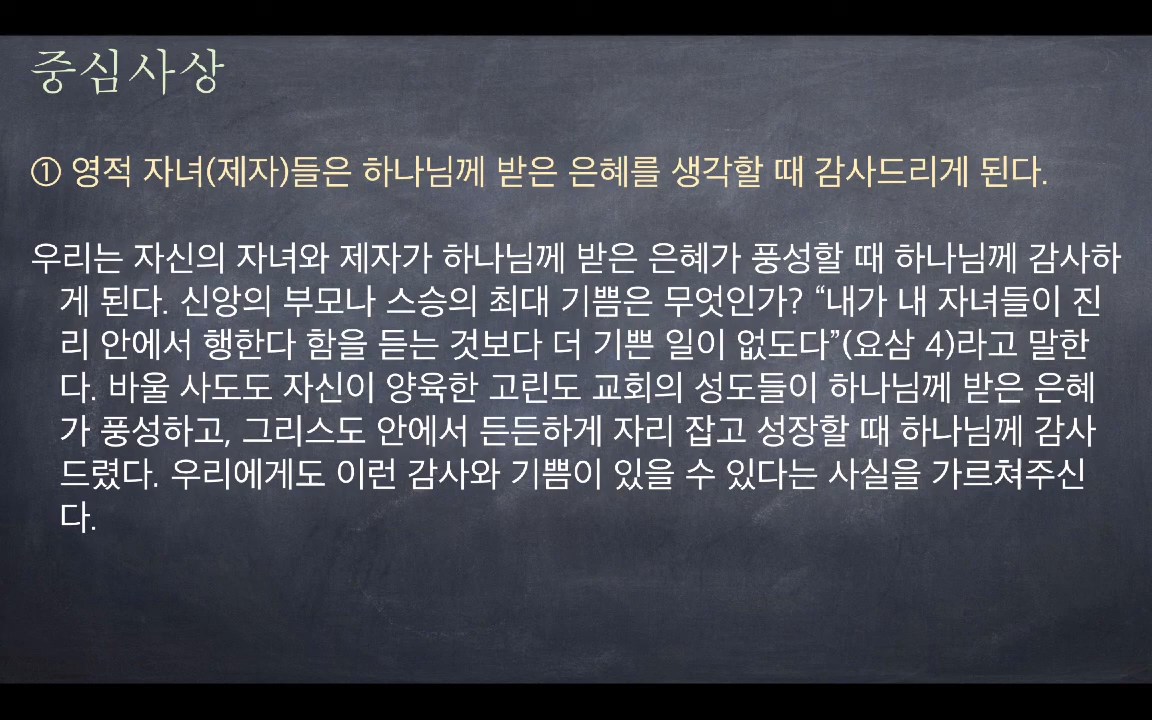 중심사상
① 영적 자녀(제자)들은 하나님께 받은 은혜를 생각할 때 감사드리게 된다.
우리는 자신의 자녀와 제자가 하나님께 받은 은혜가 풍성할 때 하나님께 감사하
게 된다. 신앙의 부모나 스승의 최대 기쁨은 무엇인가? “내가 내 자녀들이 진
리 안에서 행한다 함을 듣는 것보다 더 기쁜 일이 없도다”(요삼 4)라고 말한
다. 바울 사도도 자신이 양육한 고린도 교회의 성도들이 하나님께 받은 은혜
가 풍성하고, 그리스도 안에서 든든하게 자리 잡고 성장할 때 하나님께 감사
드렸다. 우리에게도 이런 감사와 기쁨이 있을 수 있다는 사실을 가르쳐주신
다.